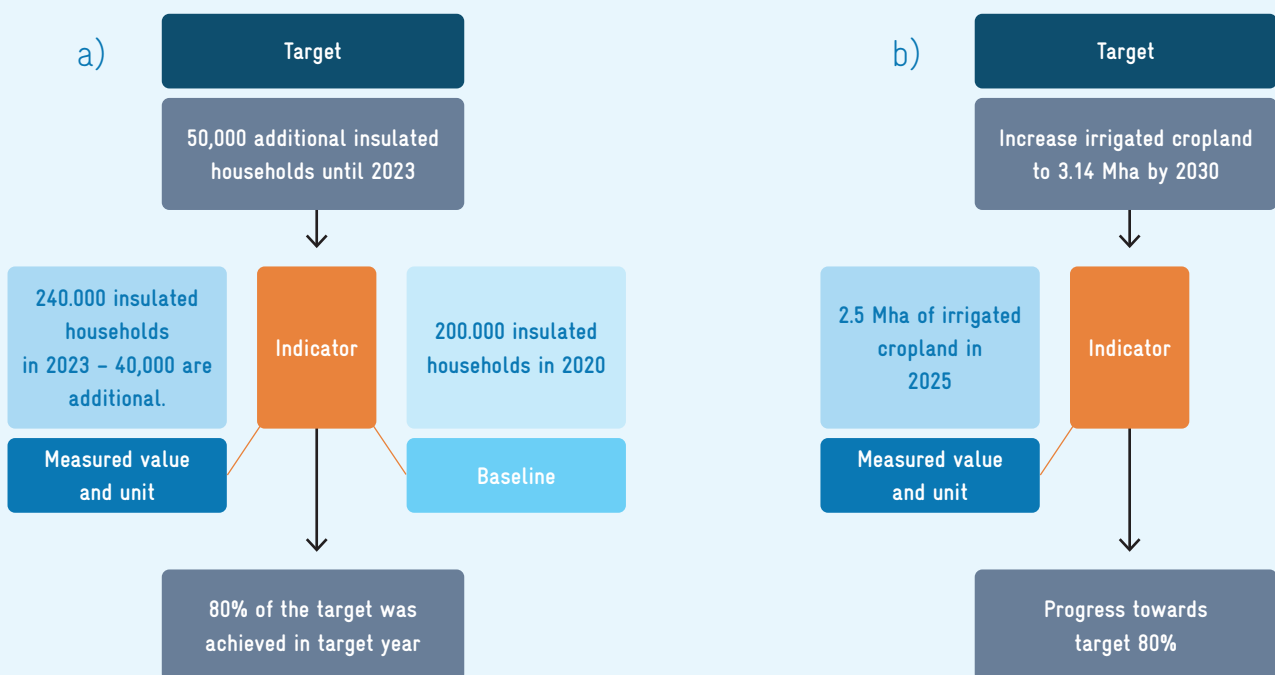 a)
Target
50,000 additional insulated
households until 2023
240.000 insulated
households
in 2023 – 40,000 are
additional.
Indicator
200.000 insulated
households in 2020
Measured value
and unit
Baseline
80% of the target was
achieved in target year
b)
Target
Increase irrigated cropland
to 3.14 Mha by 2030
2.5 Mha of irrigated
cropland in
2025
Indicator
Measured value
and unit
Progress towards
target 80%